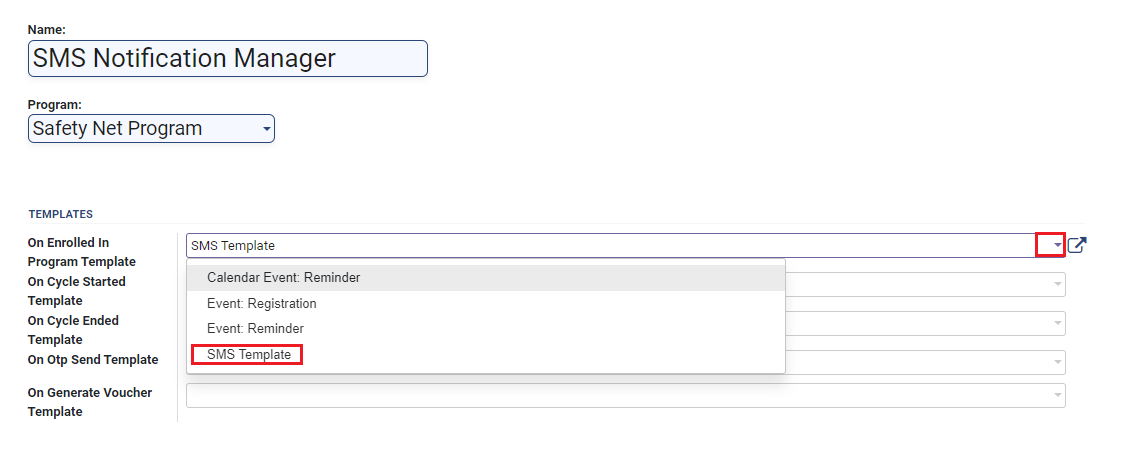 Name:
SMS Notification Manager
Program:
Safety Net Program
TEMPLATES
On Enrolled In
Program Template
SMS Template
On Cycle Started
Template
On Cycle Ended
Template
On Otp Send Template
On Generate Voucher
Template
Calendar Event: Reminder
Event: Registration
Event: Reminder
SMS Template